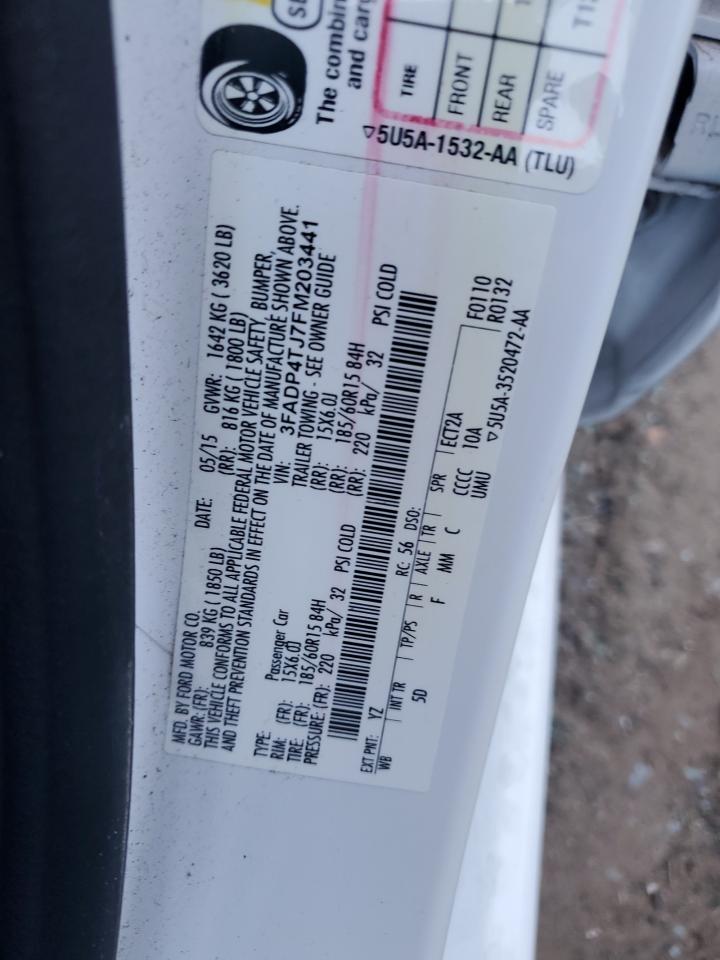 SE
The combin
and carg
TIRE
FRONT
REAR
SPARE
T12
▽5U5A-1532-AA (TLU)
MFD. BY FORD MOTOR CO.
DATE: 05/15 GVWR: 1642 KG ( 3620 LB)
GAWR: (FR): 839 KG ( 1850 LB) (RR): 816 KG ( 1800 LB)
THIS VEHICLE CONFORMS TO ALL APPLICABLE FEDERAL MOTOR VEHICLE SAFETY, BUMPER,
AND THEFT PREVENTION STANDARDS IN EFFECT ON THE DATE OF MANUFACTURE SHOWN ABOVE.
VIN: 3FADP4TJ7FM203441
TYPE: Passenger Car TRAILER TOWING - SEE OWNER GUIDE
RIM: (FR): 15X6.0J (RR): 15X6.0J
TIRE: (FR): 185/60R15 84H (RR): 185/60R15 84H
PRESSURE: (FR): 220 kPa/ 32 PSI COLD (RR): 220 kPa/ 32 PSI COLD
EXT PNT: YZ RC: 56 DSO: F0110
WB INT TR TP/PS R AXLE TR SPR ECT2A R0132
5D F MM C CCCC 10A
UMU ▽5U5A-3520472-AA